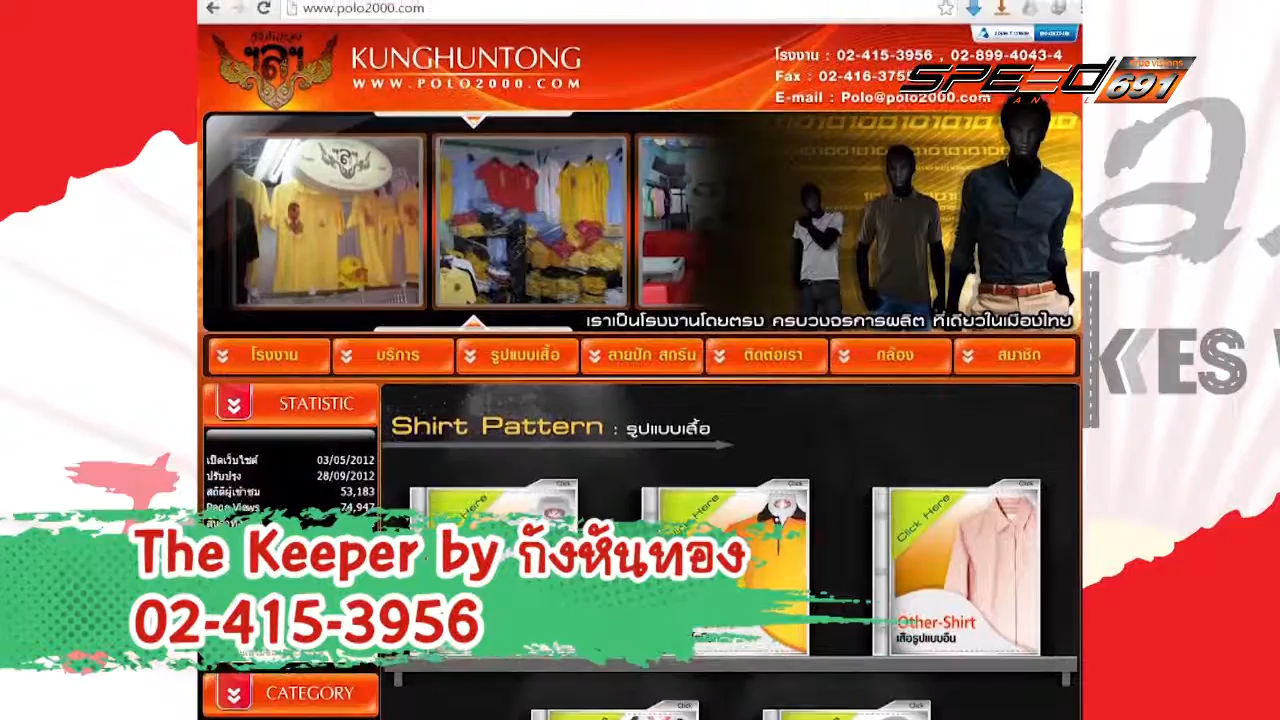 www.polo2000.com
KUNGHUNTONG
WWW.POLO2000.COM
โรงงาน : 02-415-3956 , 02-899-4043-4
Fax : 02-416-3755
E-mail : Polo@polo2000.com
SPEED
CHANNEL
true visions
691
เราเป็นโรงงานโดยตรง ครบวงจรการผลิต ที่เดียวในเมืองไทย
โรงงาน
บริการ
รูปแบบเสื้อ
ลายปัก สกรีน
ติดต่อเรา
กล้อง
สมาชิก
STATISTIC
เปิดเว็บไซต์ 03/05/2012
ปรับปรุง 28/09/2012
สถิติผู้เข้าชม 53,183
Page Views 74,947
Shirt Pattern : รูปแบบเสื้อ
Click
Click
Click
Click Here
Click Here
Click Here
Other-Shirt
เสื้อรูปแบบอื่น
The Keeper by กังหันทอง
02-415-3956
CATEGORY
Click
Click
KES